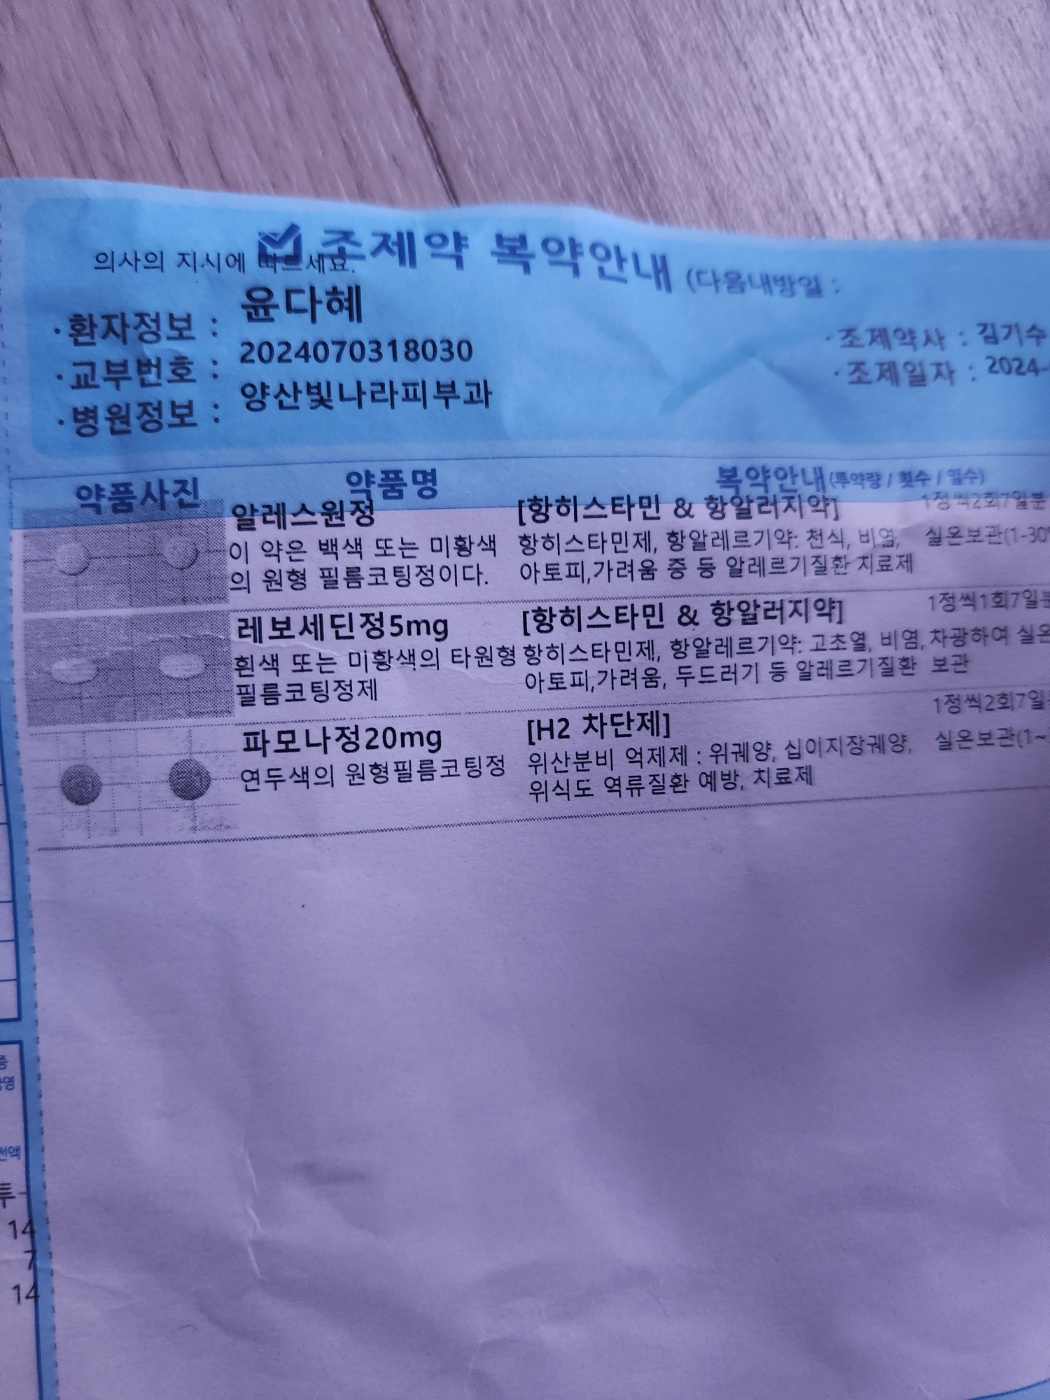 조제약 복약안내 (다음내방일 :
의사의 지시에 따르세요.
·환자정보 : 윤다혜
·교부번호 : 2024070318030
·병원정보 : 양산빛나라피부과
·조제약사 : 김기수
·조제일자 : 2024-
약품사진 약품명 복약안내(투약량 / 횟수 / 일수)
알레스원정 [항히스타민 & 항알러지약] 1정씩2회7일분
이 약은 백색 또는 미황색 항히스타민제, 항알레르기약: 천식, 비염, 실온보관(1-30°
의 원형 필름코팅정이다. 아토피,가려움 증 등 알레르기질환 치료제
레보세딘정5mg [항히스타민 & 항알러지약] 1정씩1회7일분
흰색 또는 미황색의 타원형 항히스타민제, 항알레르기약: 고초열, 비염, 차광하여 실온
필름코팅정제 아토피,가려움, 두드러기 등 알레르기질환 보관
파모나정20mg [H2 차단제] 1정씩2회7일
연두색의 원형필름코팅정 위산분비 억제제 : 위궤양, 십이지장궤양, 실온보관(1~
위식도 역류질환 예방, 치료제
투
14
7
14